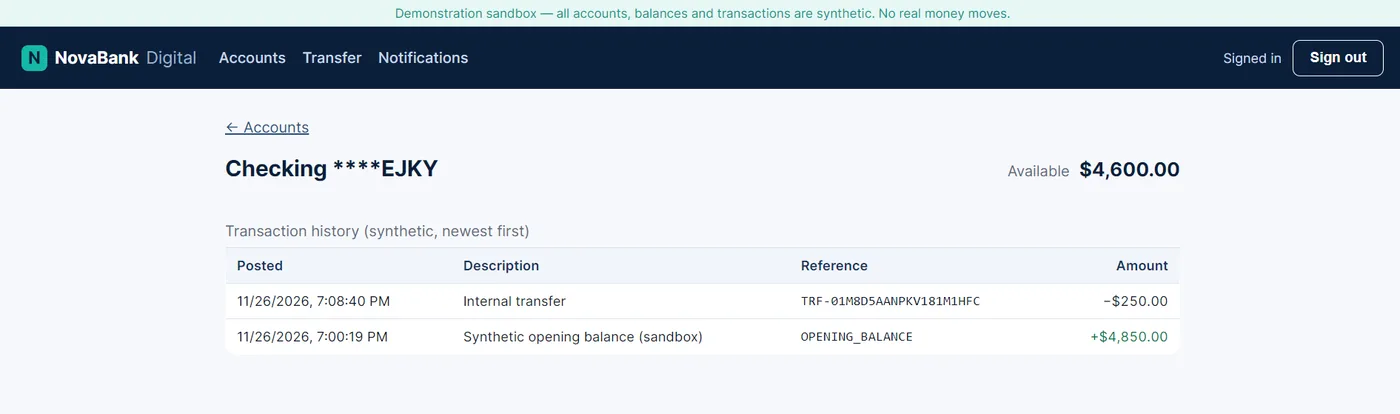 Demonstration sandbox — all accounts, balances and transactions are synthetic. No real money moves.
N NovaBank Digital Accounts Transfer Notifications Signed in Sign out
← Accounts
Checking ****EJKY Available $4,600.00
Transaction history (synthetic, newest first)
Posted Description Reference Amount
11/26/2026, 7:08:40 PM Internal transfer TRF-01M8D5AANPKV181M1HFC −$250.00
11/26/2026, 7:00:19 PM Synthetic opening balance (sandbox) OPENING_BALANCE +$4,850.00